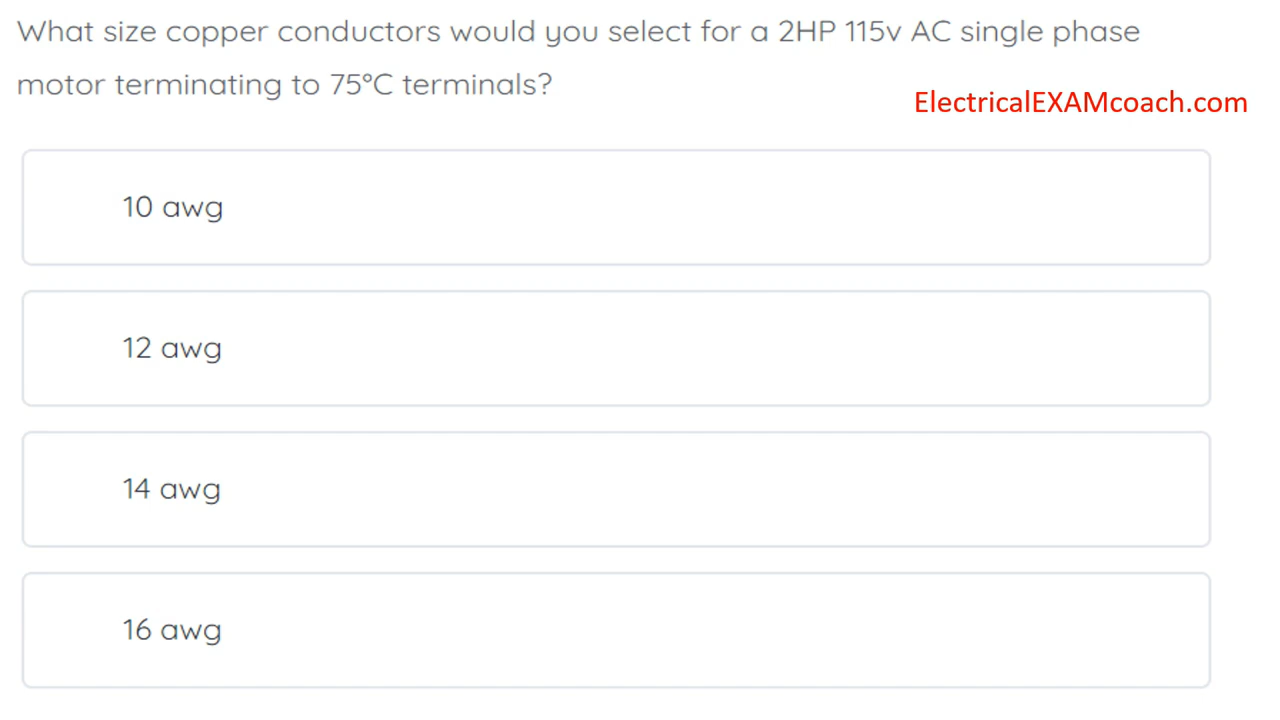 What size copper conductors would you select for a 2HP 115v AC single phase
motor terminating to 75°C terminals?
ElectricalEXAMcoach.com
10 awg
12 awg
14 awg
16 awg